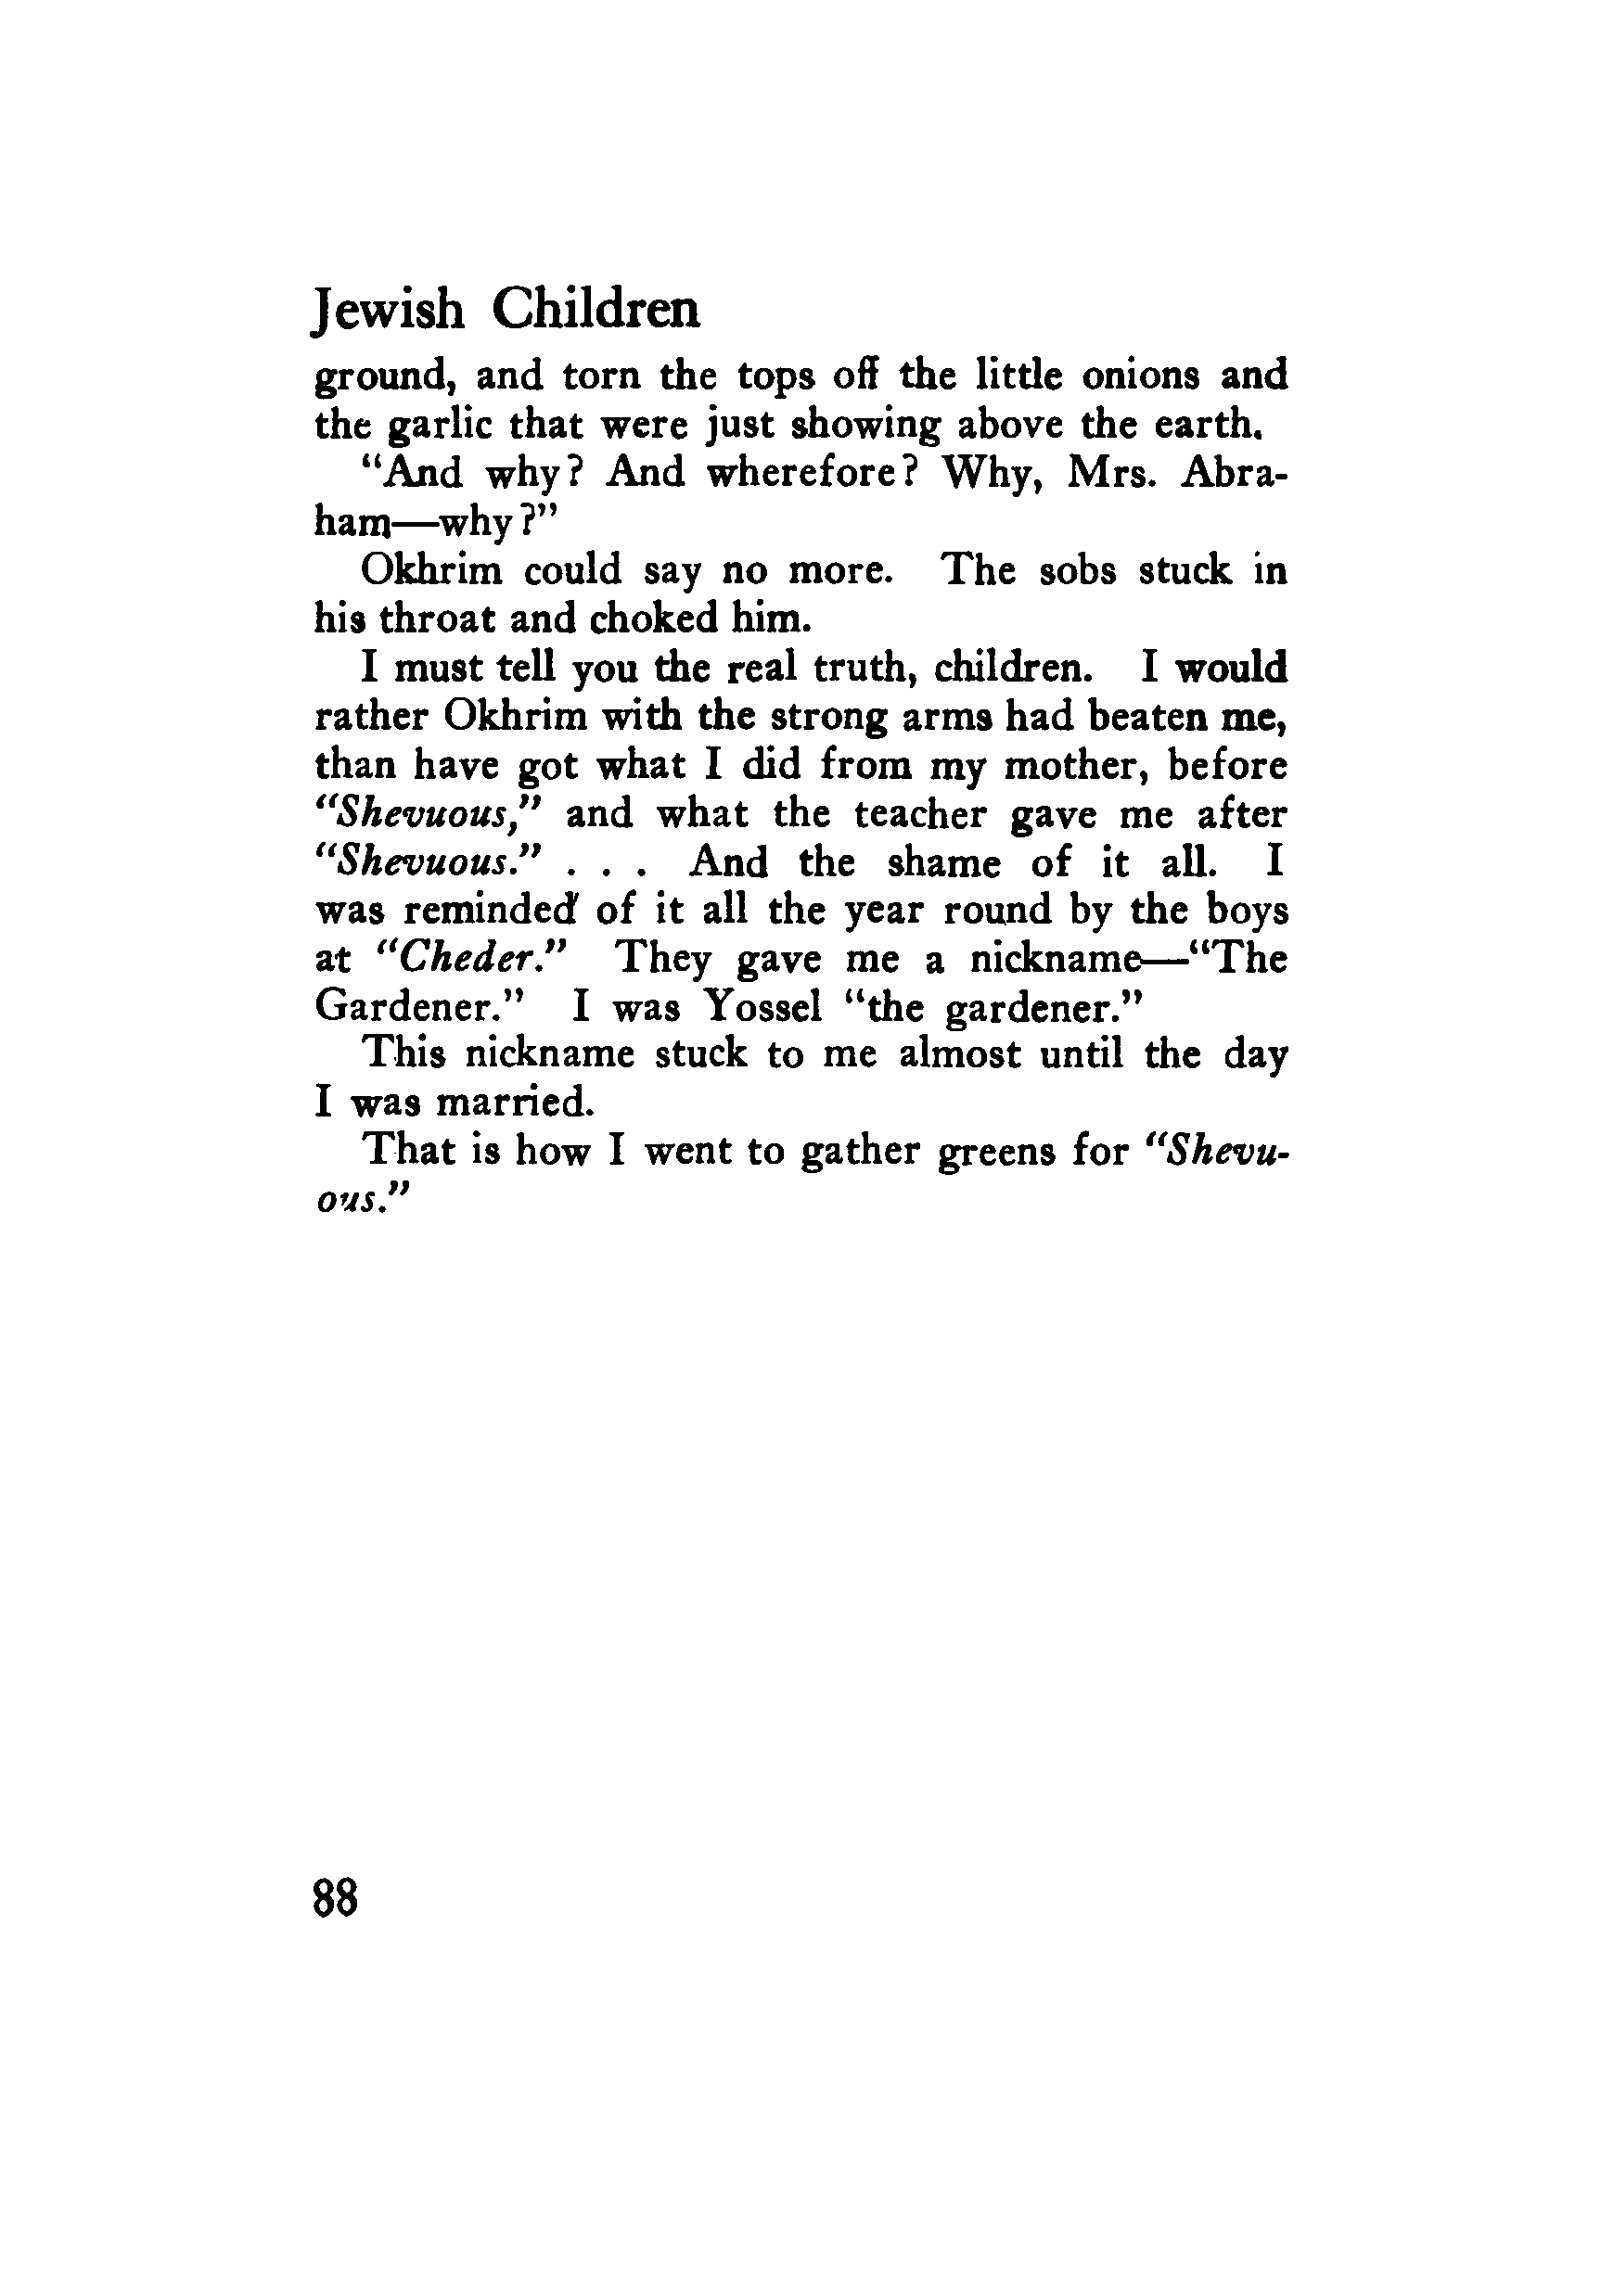 Jewish Children
ground, and torn the tops off the little onions and
the garlic that were just showing above the earth.
“And why? And wherefore? Why, Mrs. Abra-
ham—why?”
Okhrim could say no more. The sobs stuck in
his throat and choked him.
I must tell you the real truth, children. I would
rather Okhrim with the strong arms had beaten me,
than have got what I did from my mother, before
“Shevuous,” and what the teacher gave me after
“Shevuous.” . . . And the shame of it all. I
was reminded of it all the year round by the boys
at “Cheder.” They gave me a nickname—“The
Gardener.” I was Yossel “the gardener.”
This nickname stuck to me almost until the day
I was married.
That is how I went to gather greens for “Shevu-
ous.”
88